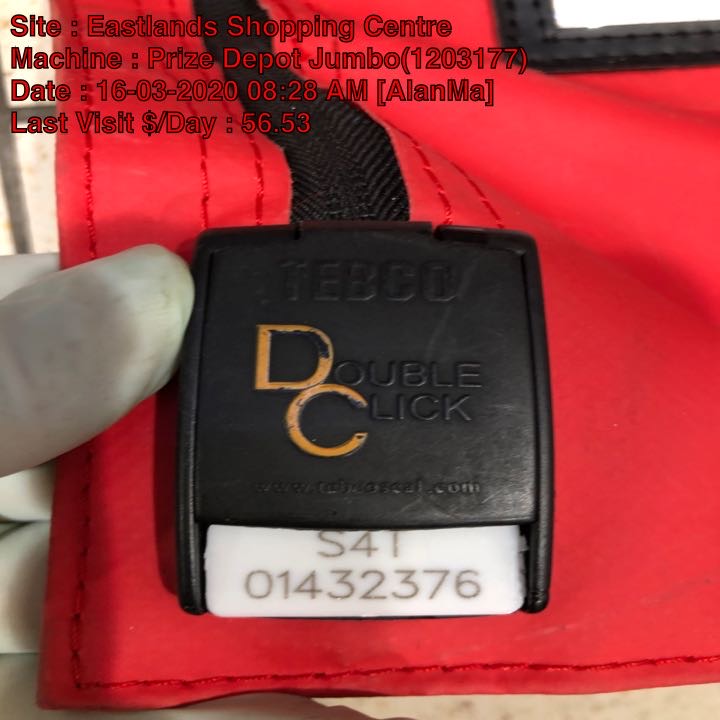 Site : Eastlands Shopping Centre
Machine : Prize Depot Jumbo(1203177)
Date : 16-03-2020 08:28 AM [AlanMa]
Last Visit $/Day : 56.53
TEBCO
DOUBLE
CLICK
S4T
01432376